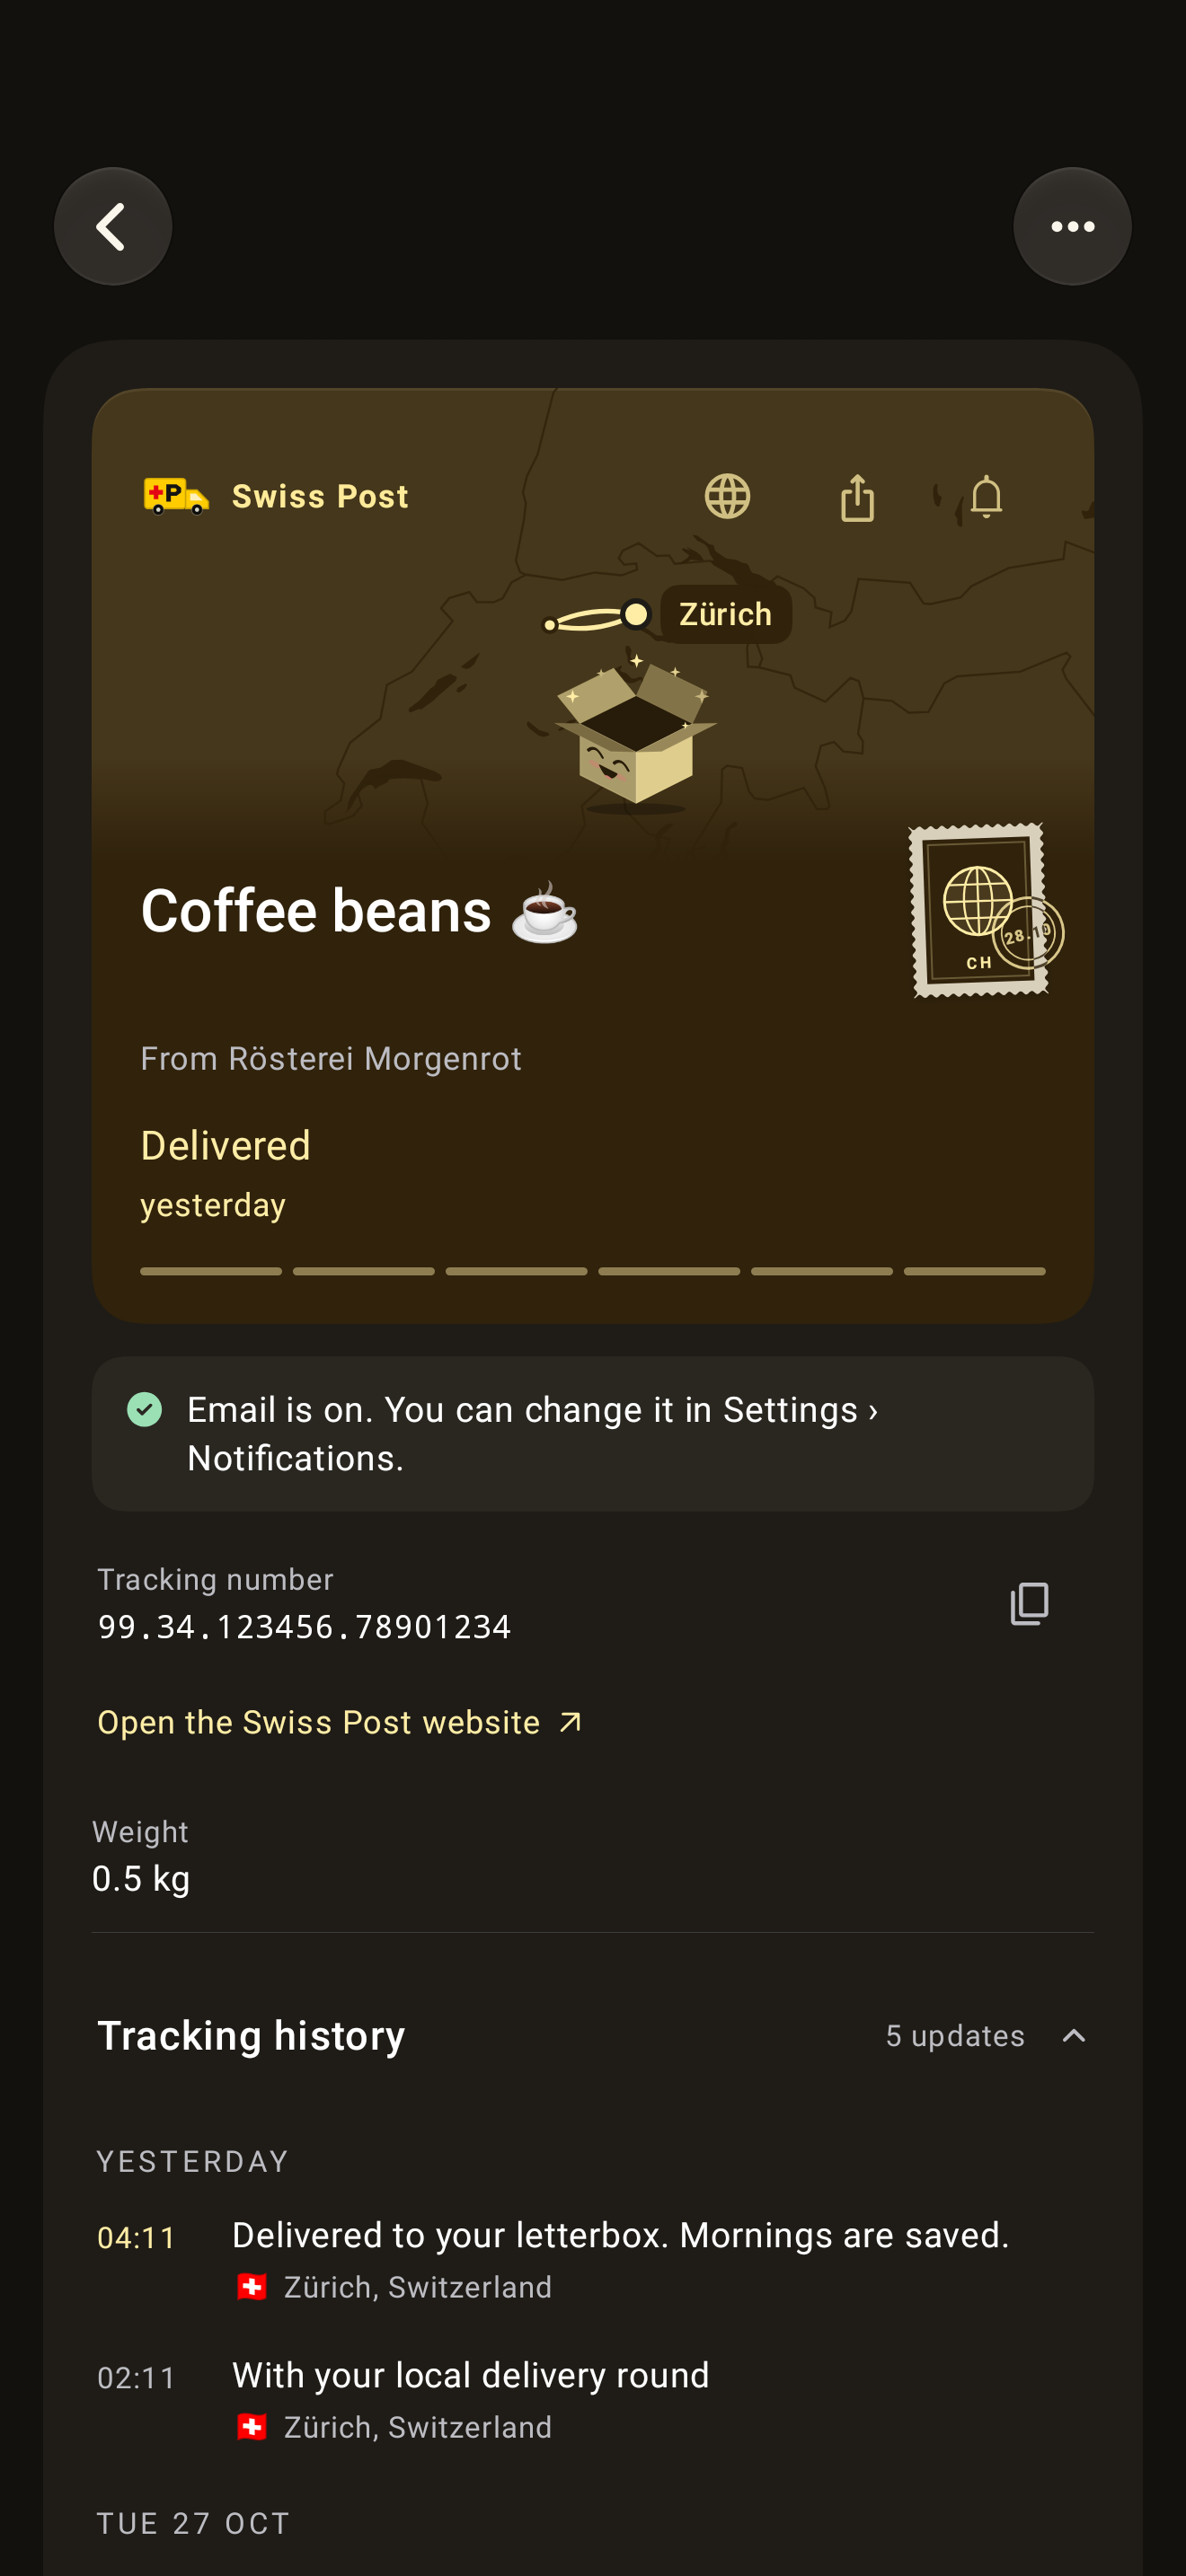 +P
Swiss Post
Zürich
Coffee beans ☕
28.10
CH
From Rösterei Morgenrot
Delivered
yesterday
Email is on. You can change it in Settings ›
Notifications.
Tracking number
99.34.123456.78901234
Open the Swiss Post website ↗
Weight
0.5 kg
Tracking history
5 updates
YESTERDAY
04:11
Delivered to your letterbox. Mornings are saved.
🇨🇭 Zürich, Switzerland
02:11
With your local delivery round
🇨🇭 Zürich, Switzerland
TUE 27 OCT